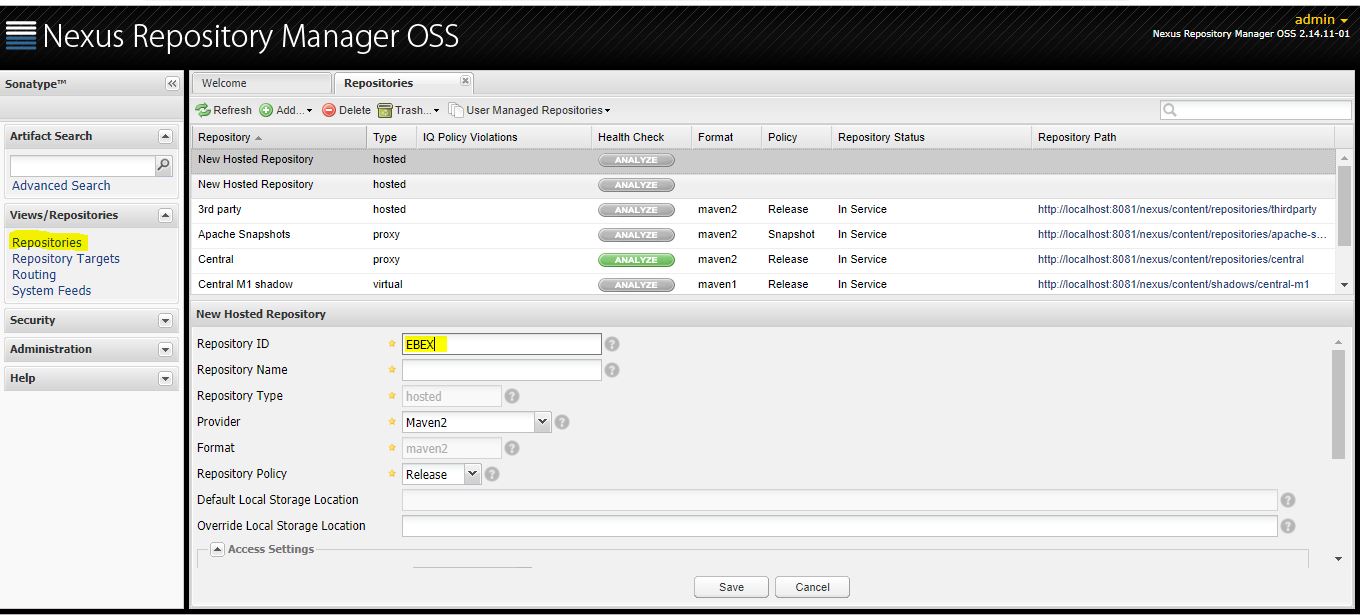 Nexus Repository Manager OSS
admin
Nexus Repository Manager OSS 2.14.11-01
Sonatype™
Artifact Search
Advanced Search
Views/Repositories
Repositories
Repository Targets
Routing
System Feeds
Security
Administration
Help
Welcome Repositories
Refresh Add... Delete Trash... User Managed Repositories
Repository Type IQ Policy Violations Health Check Format Policy Repository Status Repository Path
New Hosted Repository hosted ANALYZE
New Hosted Repository hosted ANALYZE
3rd party hosted ANALYZE maven2 Release In Service http://localhost:8081/nexus/content/repositories/thirdparty
Apache Snapshots proxy ANALYZE maven2 Snapshot In Service http://localhost:8081/nexus/content/repositories/apache-s...
Central proxy ANALYZE maven2 Release In Service http://localhost:8081/nexus/content/repositories/central
Central M1 shadow virtual ANALYZE maven1 Release In Service http://localhost:8081/nexus/content/shadows/central-m1
New Hosted Repository
Repository ID EBEX ?
Repository Name ?
Repository Type hosted ?
Provider Maven2 ?
Format maven2 ?
Repository Policy Release ?
Default Local Storage Location ?
Override Local Storage Location ?
Access Settings
Save Cancel